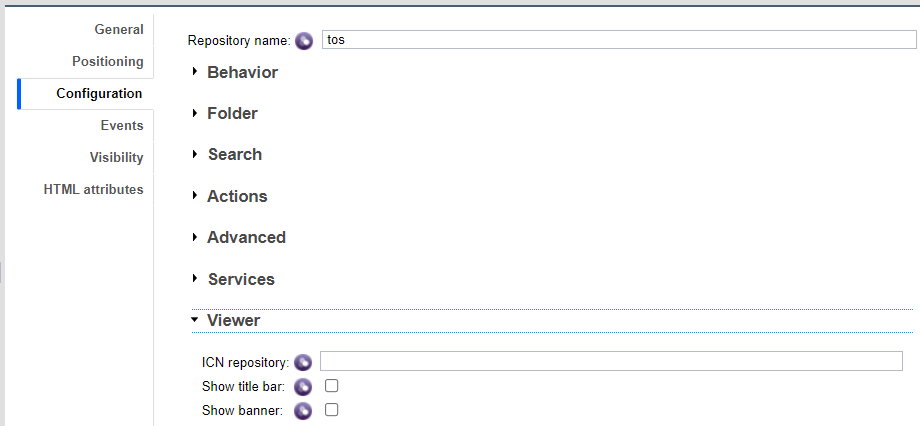 General
Positioning
Configuration
Events
Visibility
HTML attributes
Repository name: tos
Behavior
Folder
Search
Actions
Advanced
Services
Viewer
ICN repository:
Show title bar:
Show banner: